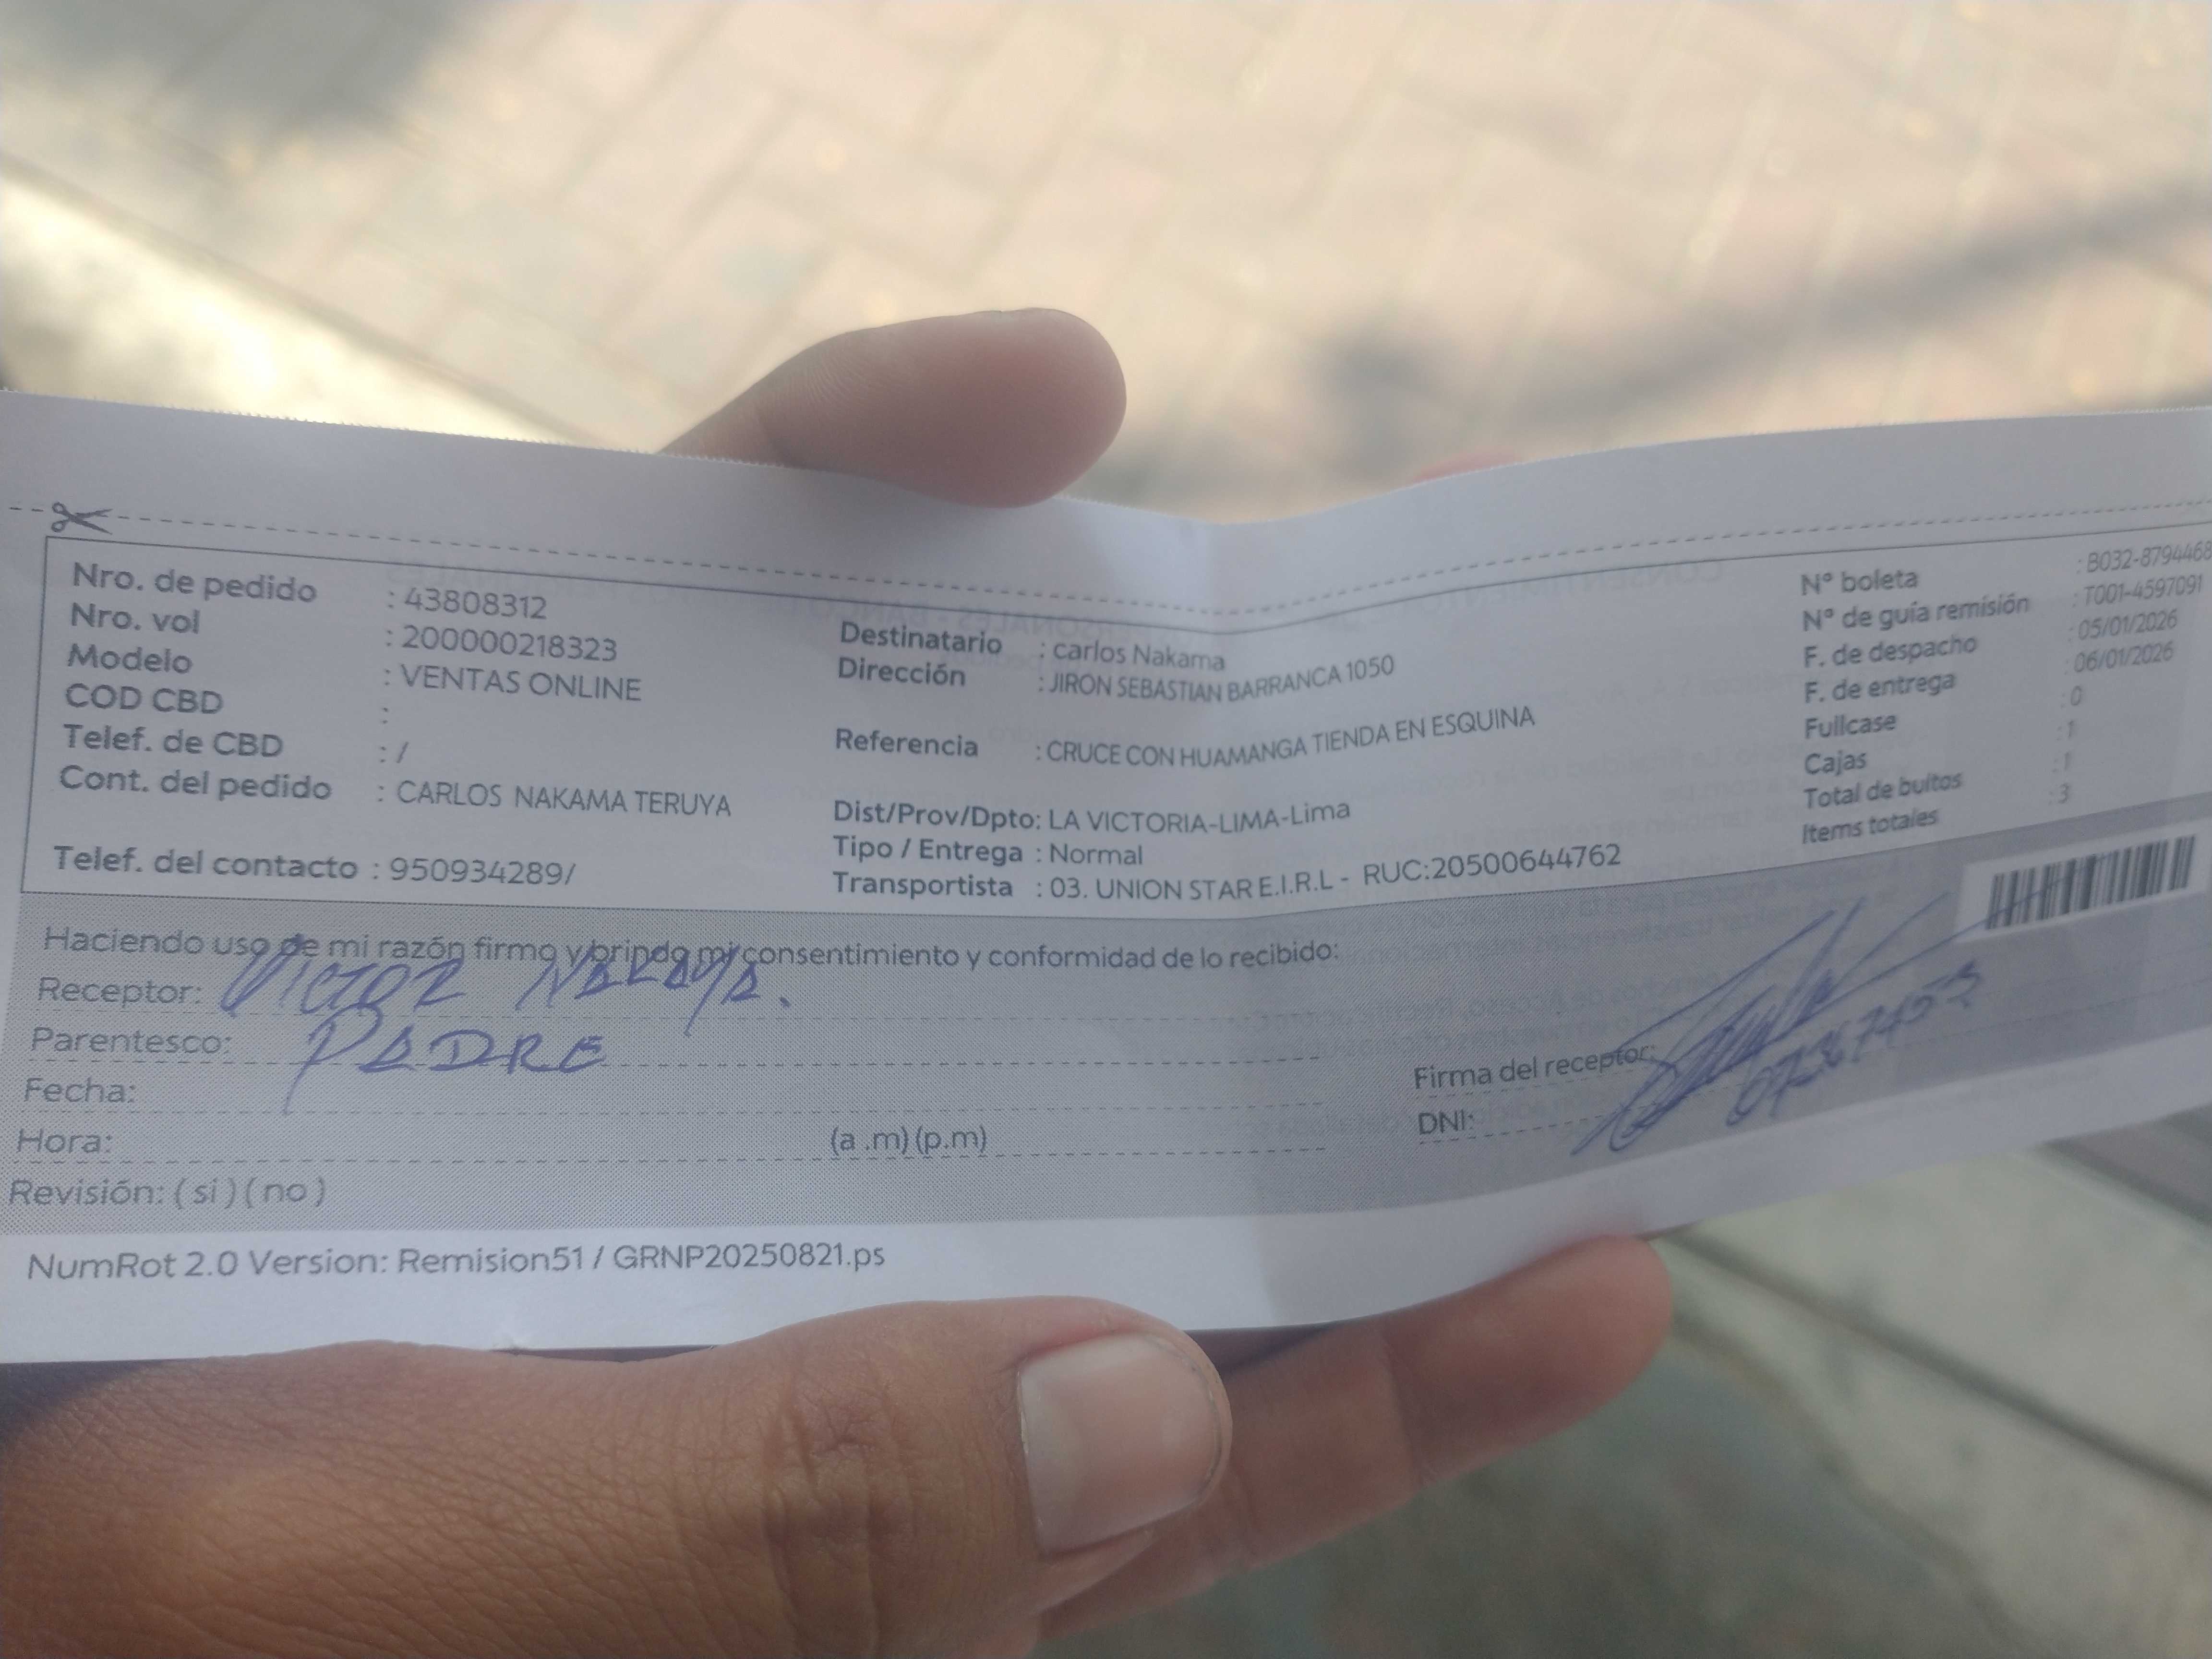 Nro. de pedido : 43808312
Nro. vol : 200000218323
Modelo : VENTAS ONLINE
COD CBD :
Telef. de CBD : /
Cont. del pedido : CARLOS NAKAMA TERUYA
Telef. del contacto : 950934289/
Destinatario : carlos Nakama
Dirección : JIRON SEBASTIAN BARRANCA 1050
Referencia : CRUCE CON HUAMANGA TIENDA EN ESQUINA
Dist/Prov/Dpto: LA VICTORIA-LIMA-Lima
Tipo / Entrega : Normal
Transportista : 03. UNION STAR E.I.R.L - RUC:20500644762
N° boleta : B032-8794468
N° de guía remisión : T001-4597091
F. de despacho : 05/01/2026
F. de entrega : 06/01/2026
Fullcase : 0
Cajas : 1
Total de bultos : 1
Items totales : 3
Haciendo uso de mi razón firmo y brindo mi consentimiento y conformidad de lo recibido:
Receptor: VICTOR
Parentesco: PADRE
Fecha:
Hora: (a .m) (p.m)
Revisión: ( si ) ( no )
Firma del receptor:
DNI:
NumRot 2.0 Version: Remision51 / GRNP20250821.ps